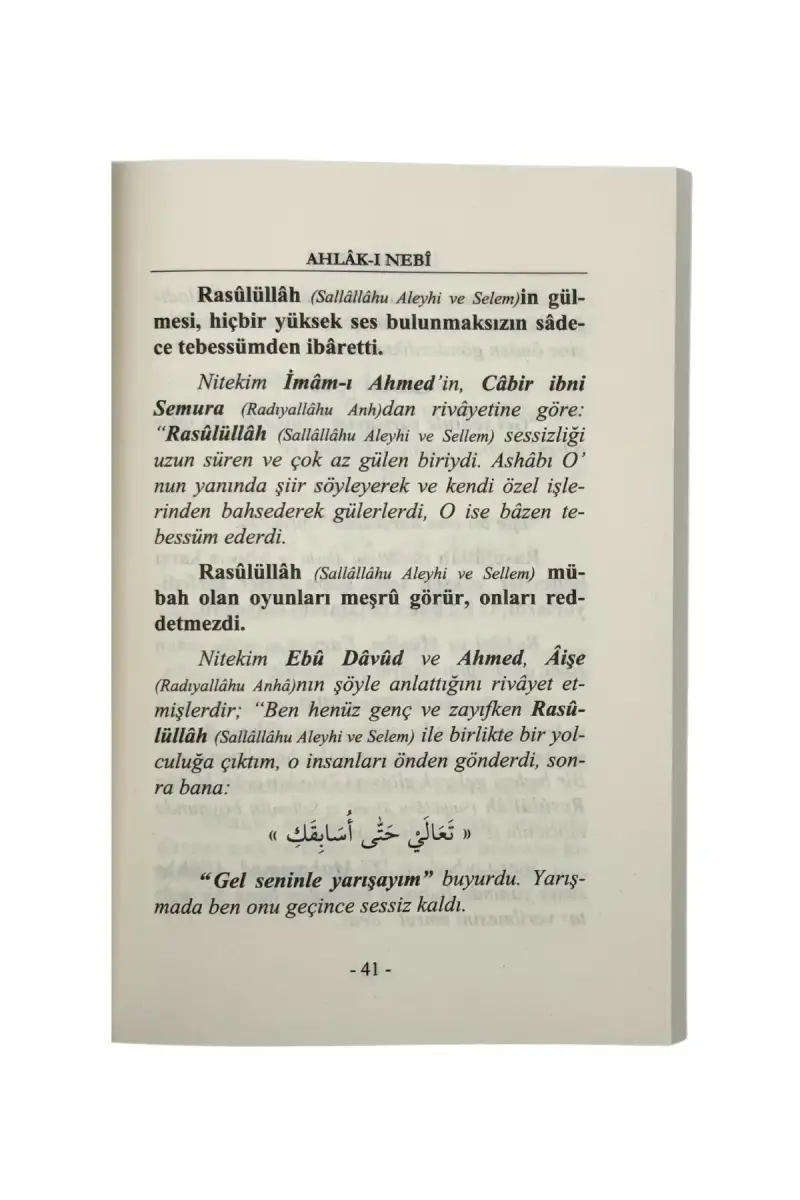 AHLÂK-I NEBÎ
Rasûlüllâh (Sallâllâhu Aleyhi ve Selem)in gül-
mesi, hiçbir yüksek ses bulunmaksızın sâde-
ce tebessümden ibâretti.
Nitekim İmâm-ı Ahmed'in, Câbir ibni
Semura (Radıyallâhu Anh)dan rivâyetine göre:
“Rasûlüllâh (Sallâllâhu Aleyhi ve Sellem) sessizliği
uzun süren ve çok az gülen biriydi. Ashâbı O'
nun yanında şiir söyleyerek ve kendi özel işle-
rinden bahsederek gülerlerdi, O ise bâzen te-
bessüm ederdi.
Rasûlüllâh (Sallâllâhu Aleyhi ve Sellem) mü-
bah olan oyunları meşrû görür, onları red-
detmezdi.
Nitekim Ebû Dâvûd ve Ahmed, Âişe
(Radıyallâhu Anhâ)nın şöyle anlattığını rivâyet et-
mişlerdir; “Ben henüz genç ve zayıfken Rasû-
lüllâh (Sallâllâhu Aleyhi ve Selem) ile birlikte bir yol-
culuğa çıktım, o insanları önden gönderdi, son-
ra bana:
« تَعَالَيْ حَتَّى أُسَابِقَكِ »
“Gel seninle yarışayım” buyurdu. Yarış-
mada ben onu geçince sessiz kaldı.
- 41 -